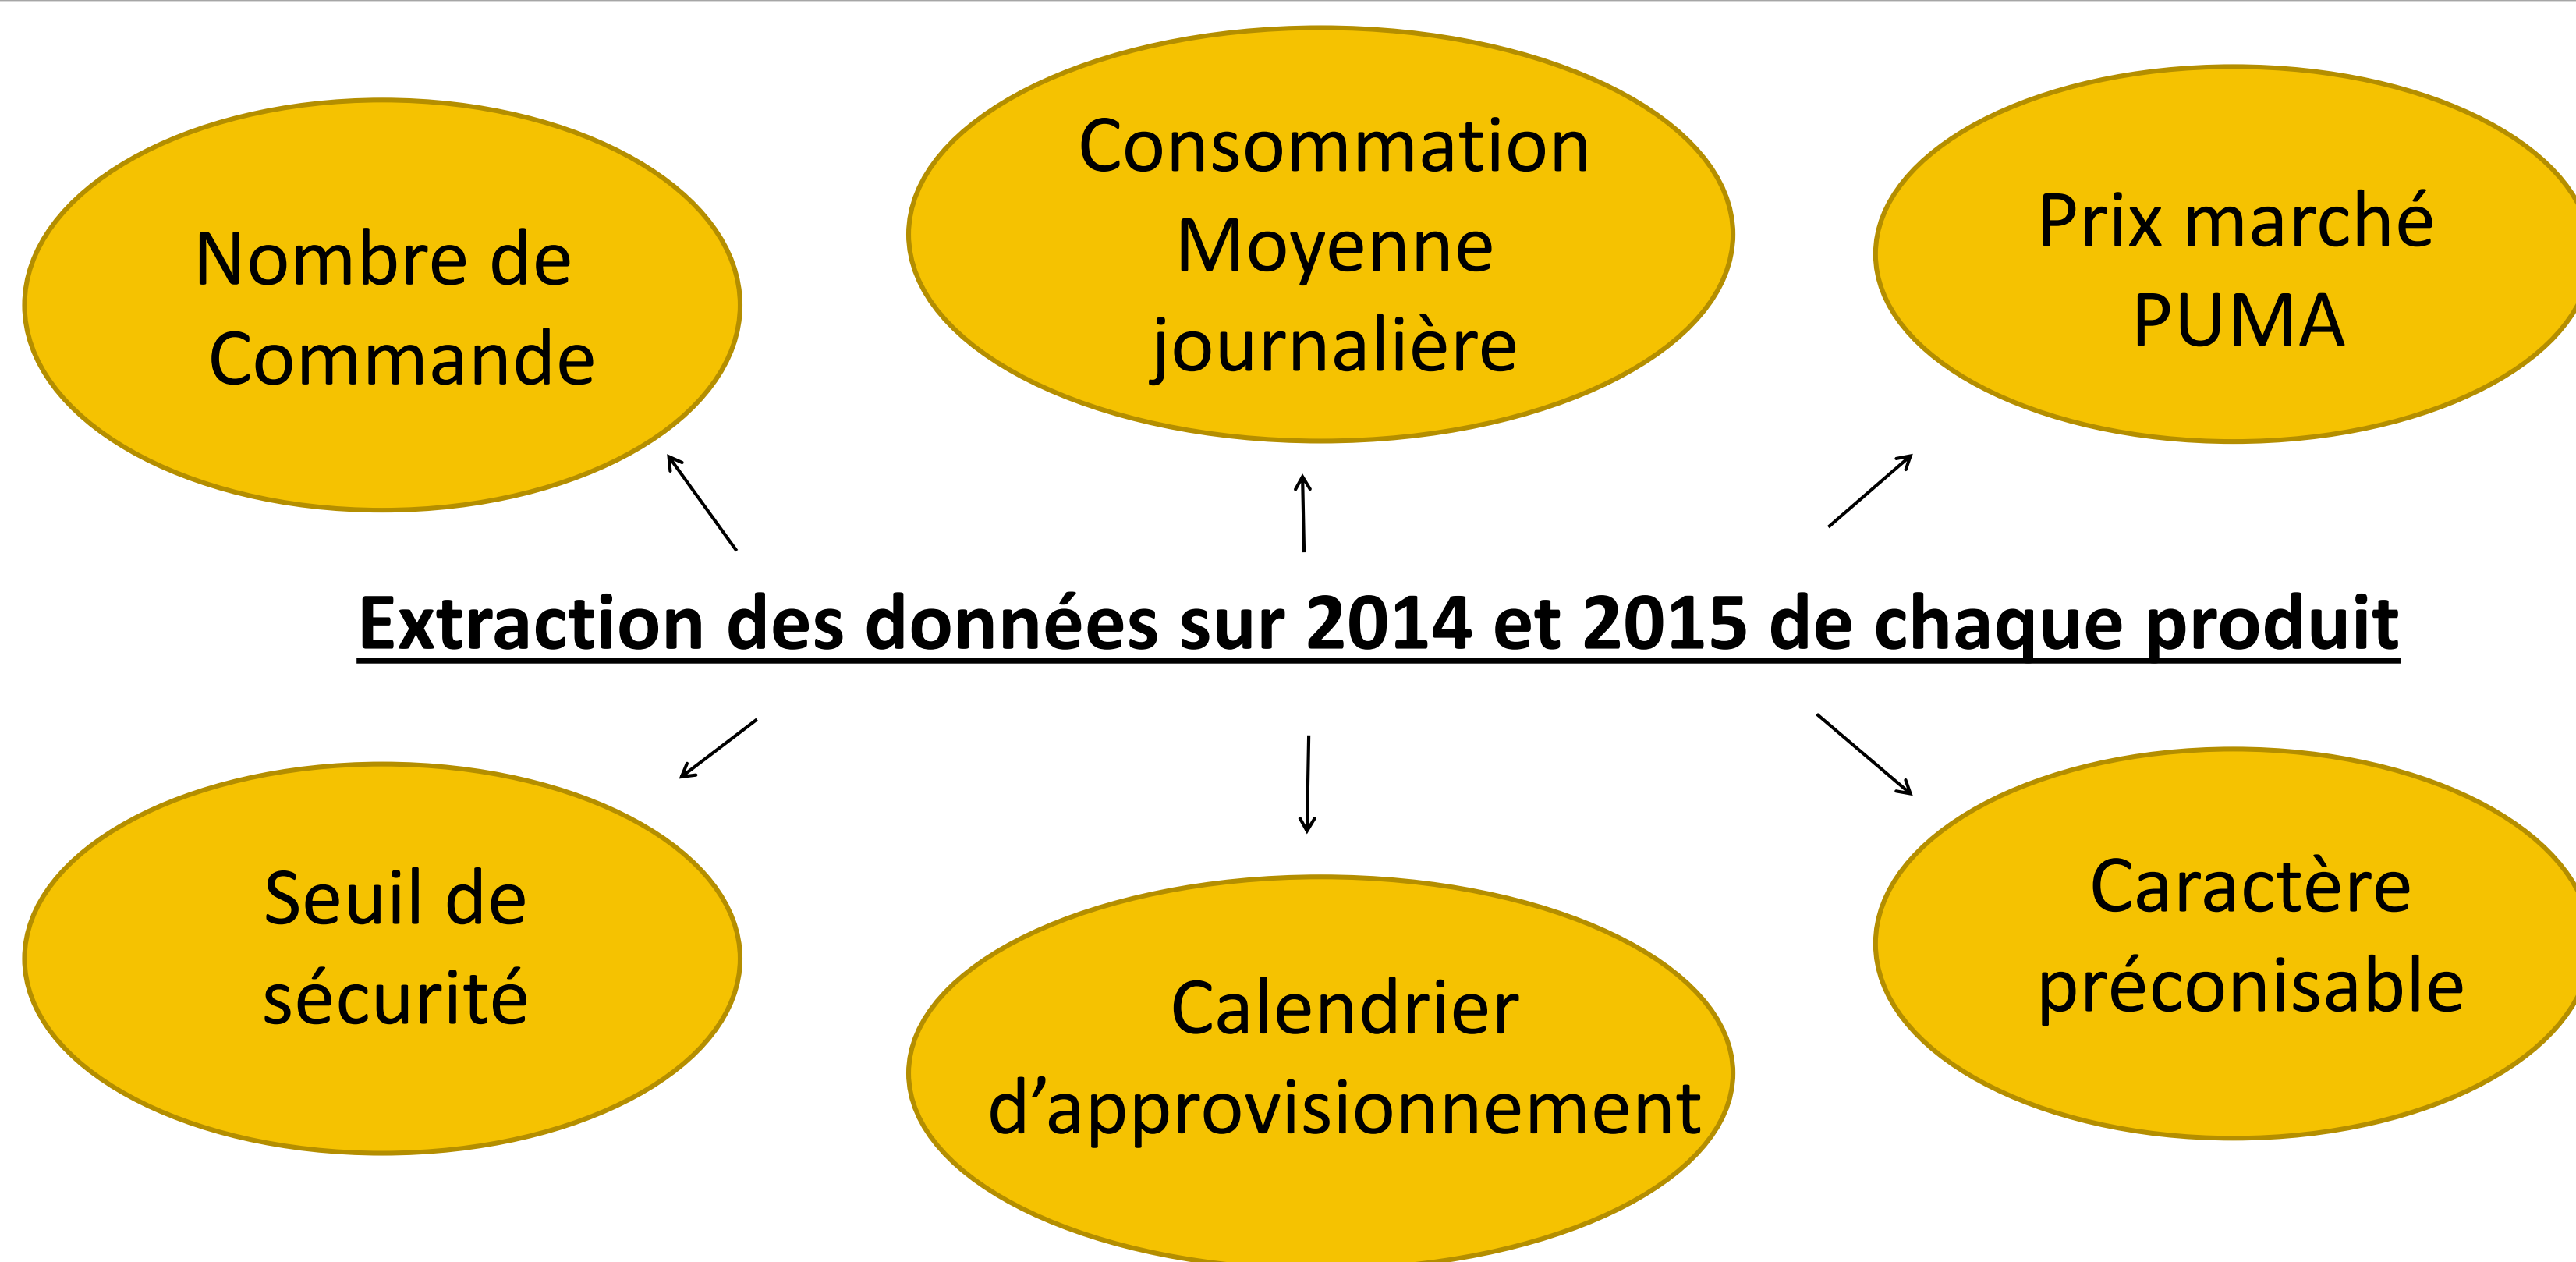 Nombre de
Commande
Consommation
Moyenne
journalière
Prix marché
PUMA
Extraction des données sur 2014 et 2015 de chaque produit
Seuil de
sécurité
Calendrier
d’approvisionnement
Caractère
préconisable